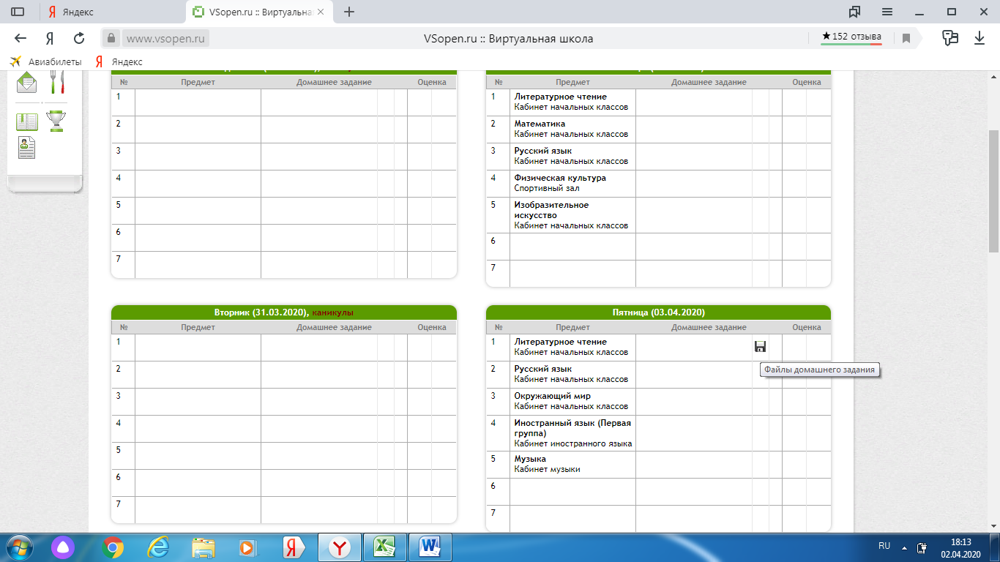 Яндекс
VSopen.ru :: Виртуальна
www.vsopen.ru
VSopen.ru :: Виртуальная школа
★152 отзыва
Авиабилеты
Яндекс
№ Предмет Домашнее задание Оценка
1
2
3
4
5
6
7
№ Предмет Домашнее задание Оценка
1 Литературное чтение
Кабинет начальных классов
2 Математика
Кабинет начальных классов
3 Русский язык
Кабинет начальных классов
4 Физическая культура
Спортивный зал
5 Изобразительное
искусство
Кабинет начальных классов
6
7
Вторник (31.03.2020), каникулы
№ Предмет Домашнее задание Оценка
1
2
3
4
5
6
7
Пятница (03.04.2020)
№ Предмет Домашнее задание Оценка
1 Литературное чтение
Кабинет начальных классов
Файлы домашнего задания
2 Русский язык
Кабинет начальных классов
3 Окружающий мир
Кабинет начальных классов
4 Иностранный язык (Первая
группа)
Кабинет иностранного языка
5 Музыка
Кабинет музыки
6
7
RU
18:13
02.04.2020